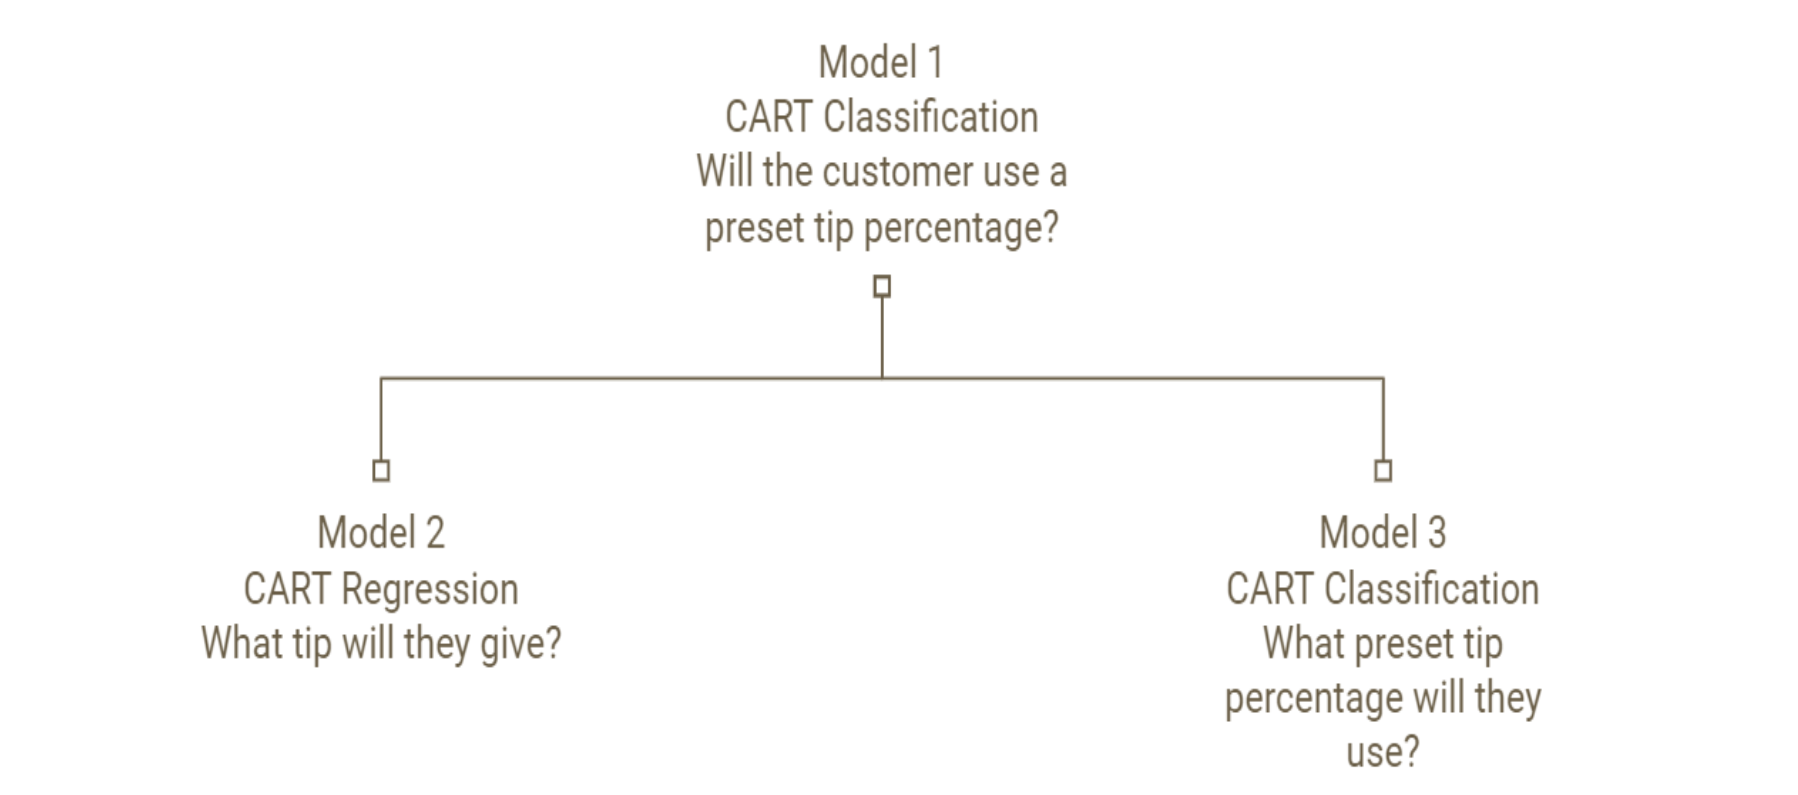 Model 1
CART Classification
Will the customer use a
preset tip percentage?
Model 2
CART Regression
What tip will they give?
Model 3
CART Classification
What preset tip
percentage will they
use?